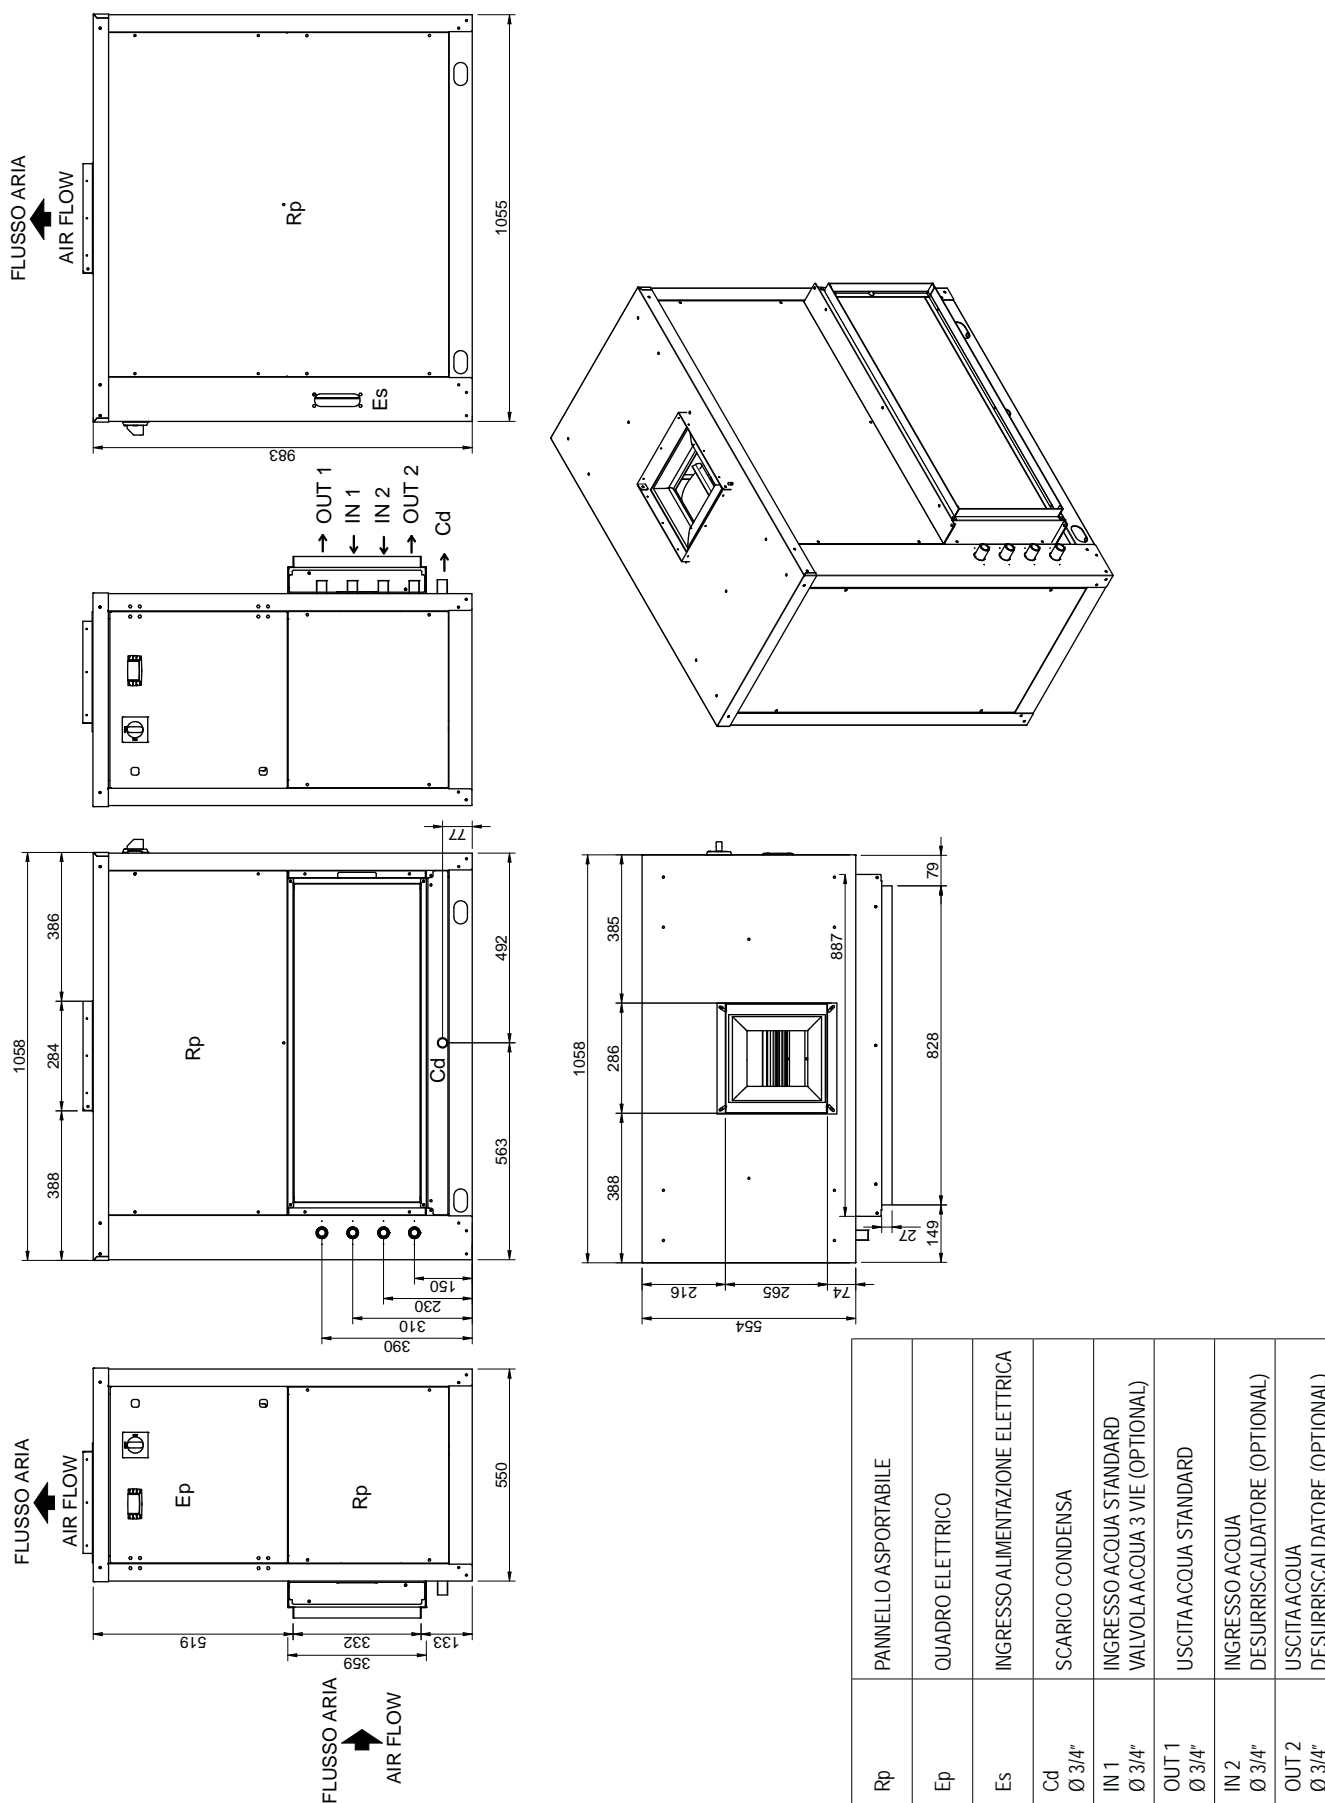 FLUSSO ARIA
AIR FLOW
Rp
Es
1055
983
OUT 1
IN 1
IN 2
OUT 2
Cd
1058
388
284
386
Rp
Cd
77
563
492
150
230
310
390
FLUSSO ARIA
AIR FLOW
Ep
Rp
550
519
332
133
359
FLUSSO ARIA
AIR FLOW
1058
388
286
385
887
828
79
149
27
216
265
74
554
Rp
PANNELLO ASPORTABILE
Ep
QUADRO ELETTRICO
Es
INGRESSO ALIMENTAZIONE ELETTRICA
Cd
Ø 3/4"
SCARICO CONDENSA
IN 1
Ø 3/4"
INGRESSO ACQUA STANDARD
VALVOLA ACQUA 3 VIE (OPTIONAL)
OUT 1
Ø 3/4"
USCITA ACQUA STANDARD
IN 2
Ø 3/4"
INGRESSO ACQUA
DESURRISCALDATORE (OPTIONAL)
OUT 2
Ø 3/4"
USCITA ACQUA
DESURRISCALDATORE (OPTIONAL)